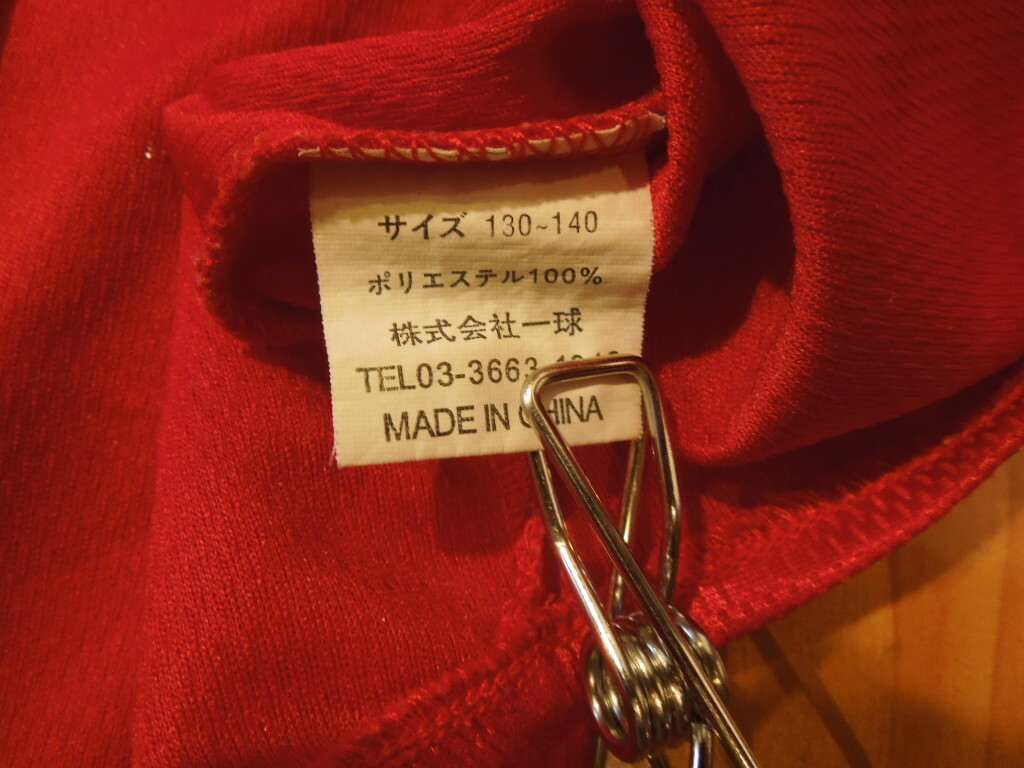 サイズ 130~140
ポリエステル100%
株式会社一球
TEL03-3663
MADE IN CHINA